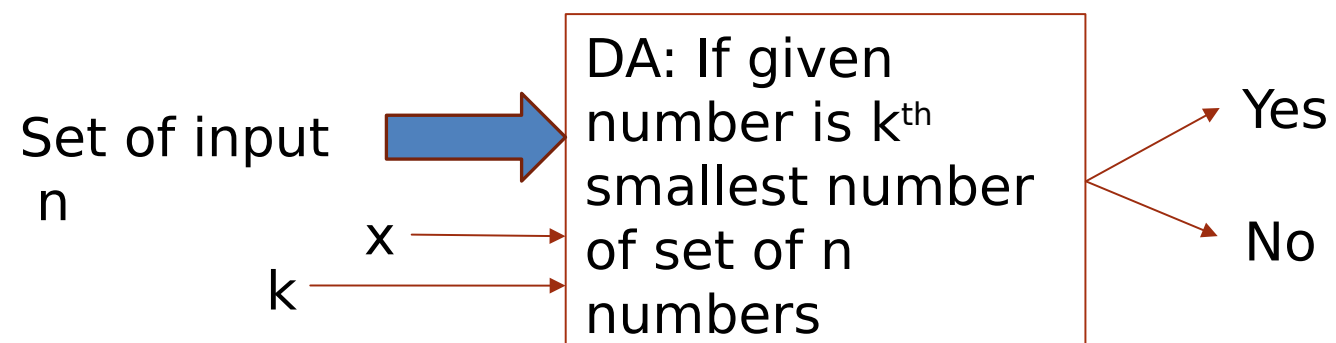 Set of input
n
x
k
DA: If given
number is kth
smallest number
of set of n
numbers
Yes
No